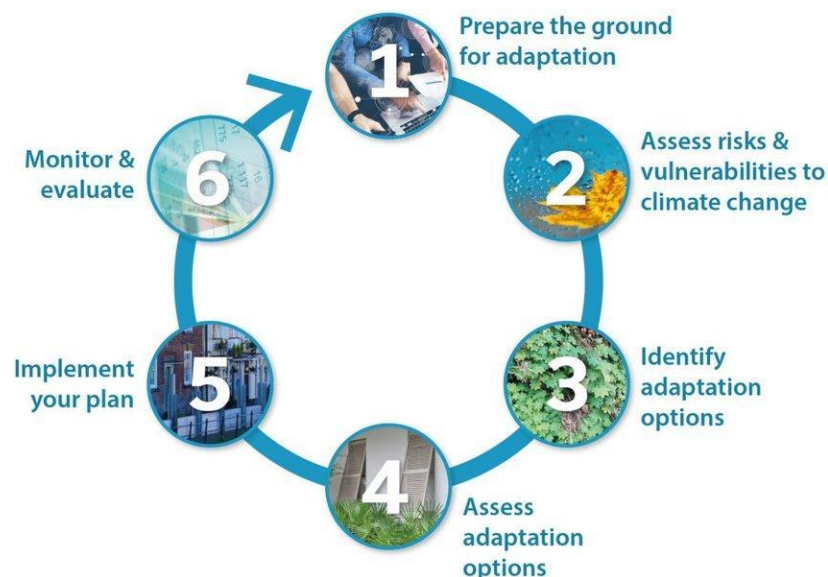 1
Prepare the ground
for adaptation
2
Assess risks &
vulnerabilities to
climate change
3
Identify
adaptation
options
4
Assess
adaptation
options
5
Implement
your plan
6
Monitor &
evaluate